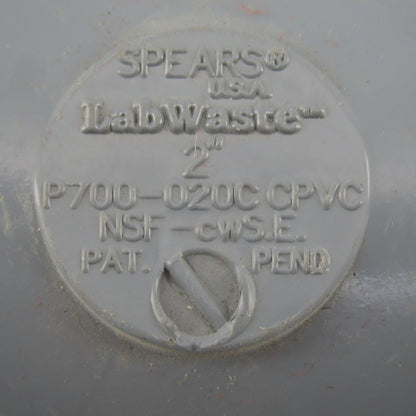 SPEARS®
U.S.A.
LabWaste™
2"
P700-020C CPVC
NSF-cwS.E.
PAT. PEND